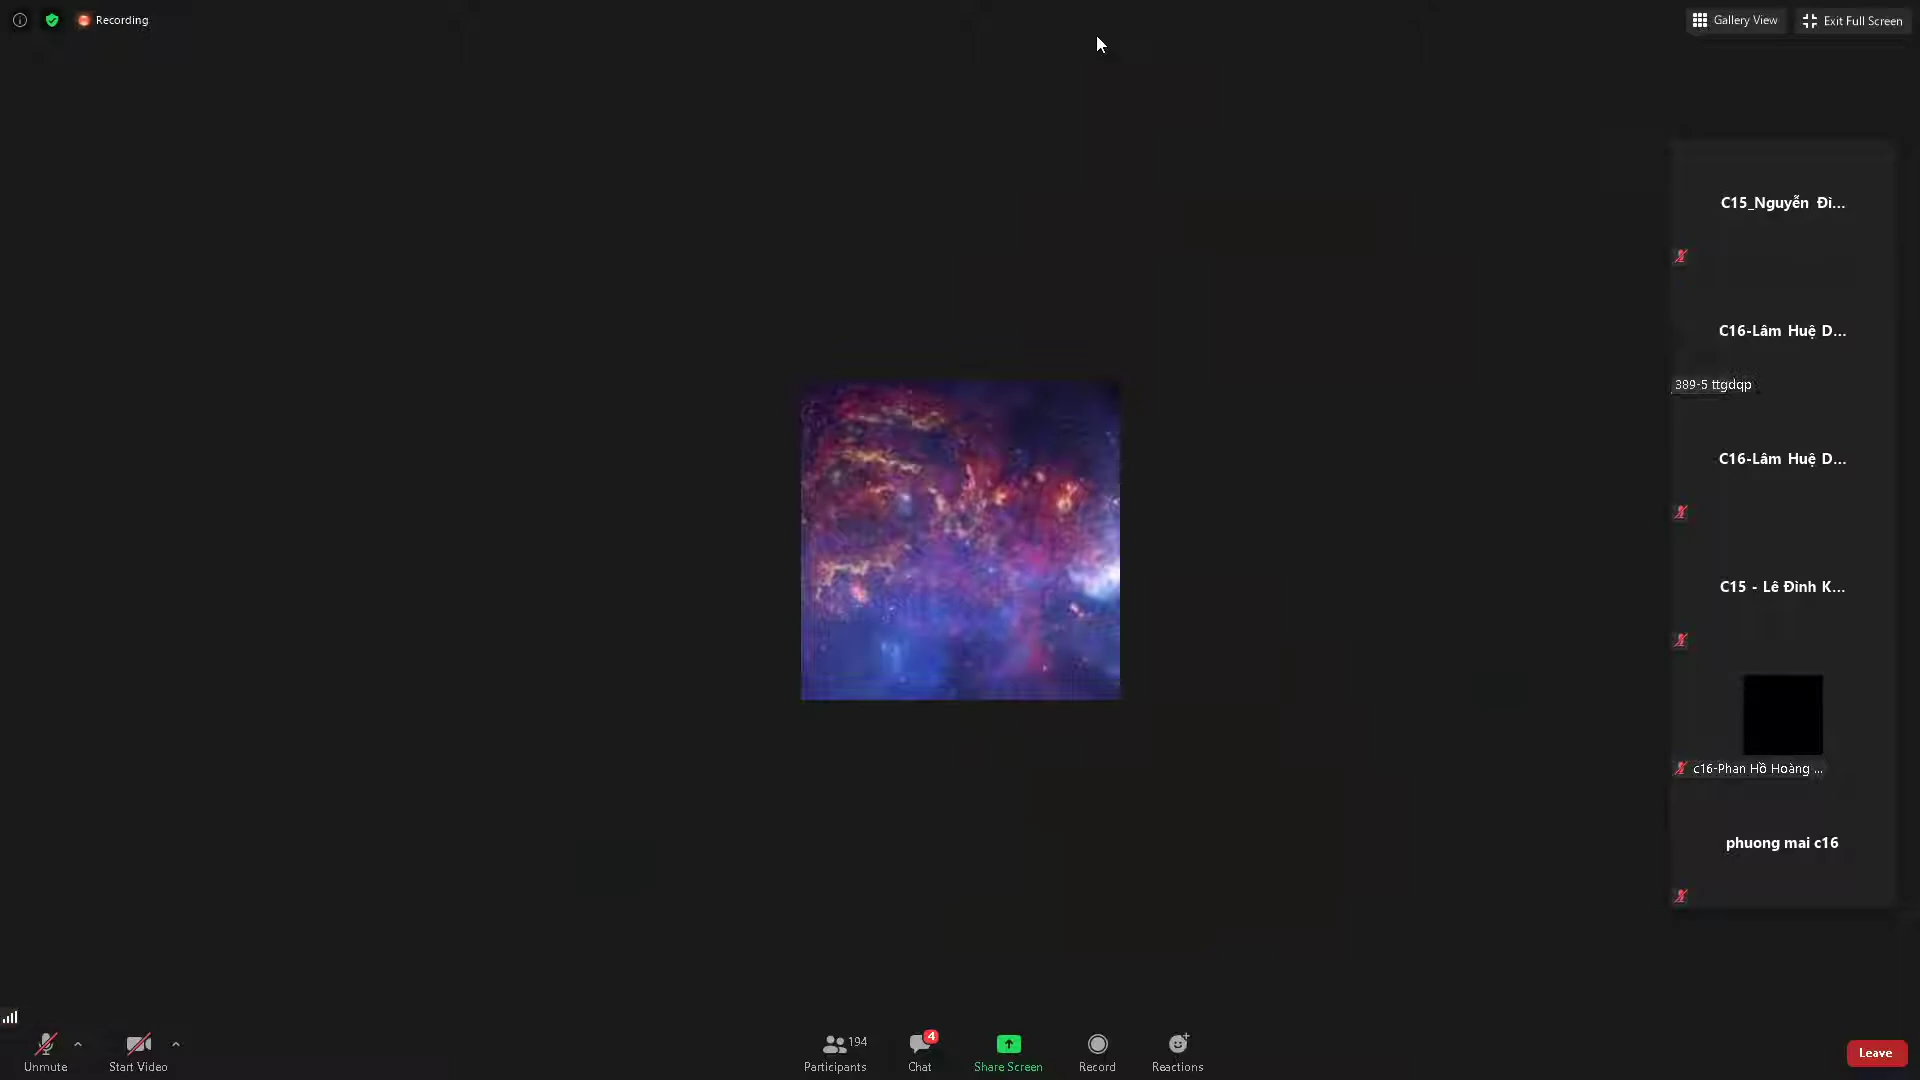 Recording
Gallery View
Exit Full Screen
C15_Nguyễn Đì...
C16-Lâm Huệ D...
389-5 ttgdqp
C16-Lâm Huệ D...
C15 - Lê Đình K...
c16-Phan Hồ Hoàng ...
phuong mai c16
Unmute
Start Video
194
Participants
4
Chat
Share Screen
Record
Reactions
Leave